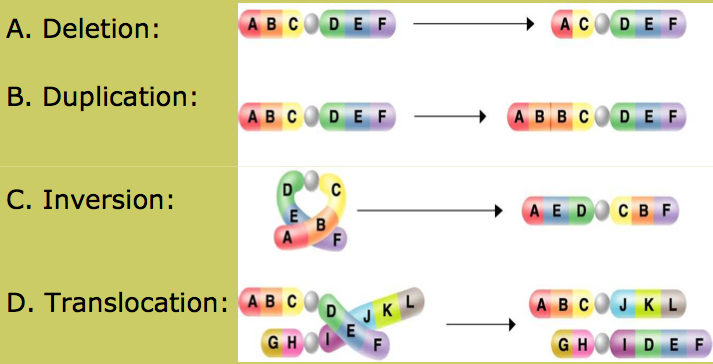 A. Deletion: A B C D E F A C D E F
B. Duplication: A B C D E F A B B C D E F
C. Inversion: D C E B A F A E D C B F
D. Translocation: A B C D J K L G H I E F A B C J K L
G H I D E F